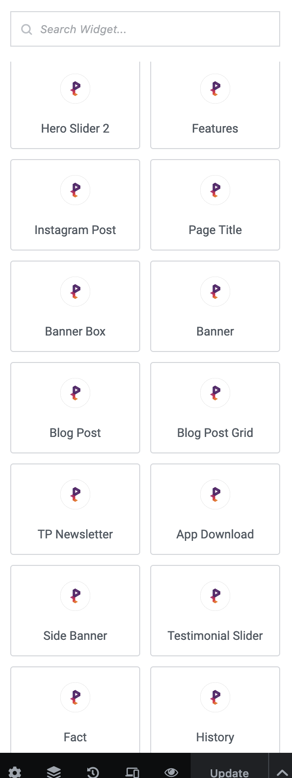 Search Widget...
Hero Slider 2
Features
Instagram Post
Page Title
Banner Box
Banner
Blog Post
Blog Post Grid
TP Newsletter
App Download
Side Banner
Testimonial Slider
Fact
History
Update